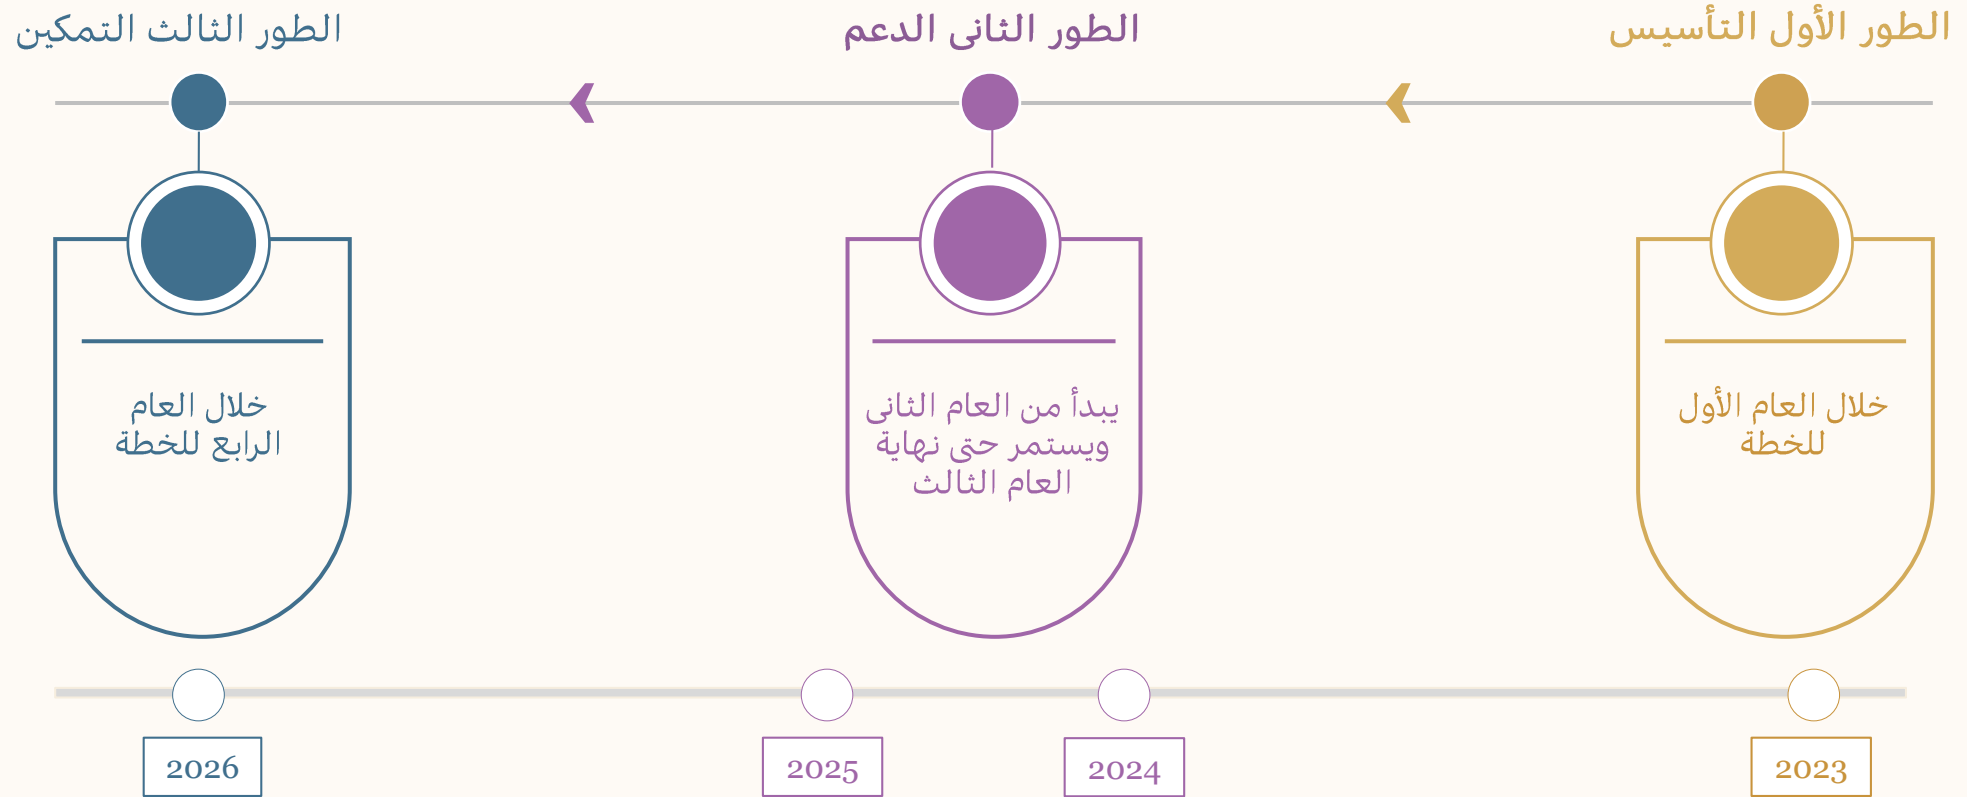 الطور الأول التأسيس
الطور الثانى الدعم
الطور الثالث التمكين
خلال العام الأول
للخطة
يبدأ من العام الثانى
ويستمر حتى نهاية
العام الثالث
خلال العام
الرابع للخطة
2023
2024
2025
2026